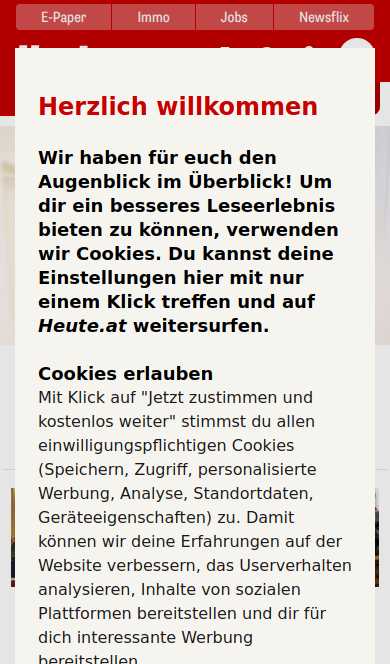 E-Paper Immo Jobs Newsflix
Herzlich willkommen
Wir haben für euch den
Augenblick im Überblick! Um
dir ein besseres Leseerlebnis
bieten zu können, verwenden
wir Cookies. Du kannst deine
Einstellungen hier mit nur
einem Klick treffen und auf
Heute.at weitersurfen.
Cookies erlauben
Mit Klick auf "Jetzt zustimmen und
kostenlos weiter" stimmst du allen
einwilligungspflichtigen Cookies
(Speichern, Zugriff, personalisierte
Werbung, Analyse, Standortdaten,
Geräteeigenschaften) zu. Damit
können wir deine Erfahrungen auf der
Website verbessern, das Userverhalten
analysieren, Inhalte von sozialen
Plattformen bereitstellen und dir für
dich interessante Werbung
bereitstellen